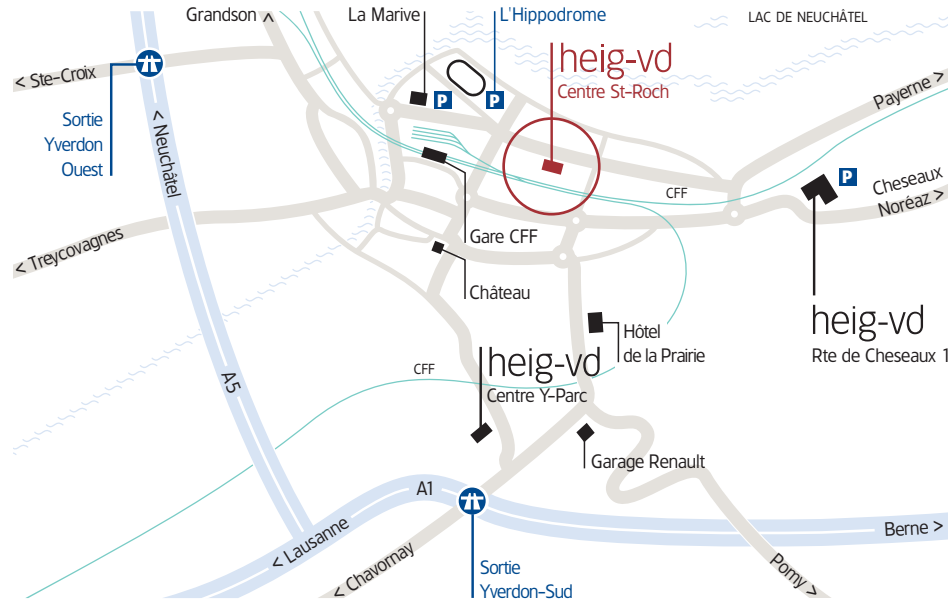 Grandson <
La Marive
L'Hippodrome
LAC DE NEUCHÂTEL
heig-vd
Centre St-Roch
< Ste-Croix
P
P
Payerne >
Sortie
Yverdon
Ouest
< Neuchâtel
CFF
P
Cheseaux
Noréaz >
< Treycovagnes
Gare CFF
Château
heig-vd
Rte de Cheseaux 1
Hôtel
de la Prairie
heig-vd
Centre Y-Parc
CFF
A5
Garage Renault
A1
< Lausanne
Berne >
< Chavornay
Sortie
Yverdon-Sud
Pomy >